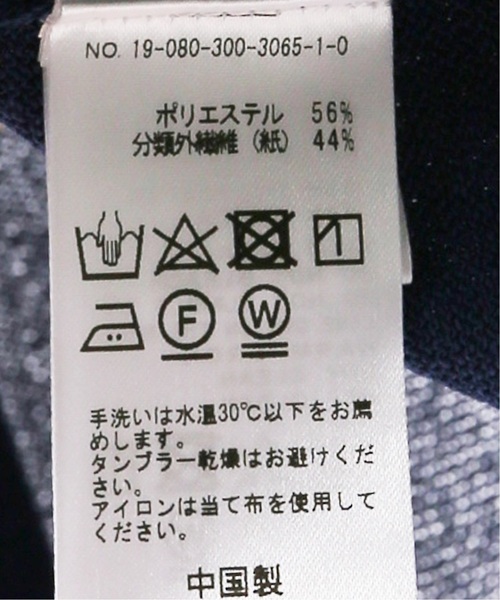 NO. 19-080-300-3065-1-0
ポリエステル 56%
分類外繊維（紙） 44%
F W
手洗いは水温30℃以下をお薦
めします。
タンブラー乾燥はお避けくだ
さい。
アイロンは当て布を使用して
ください。
中国製